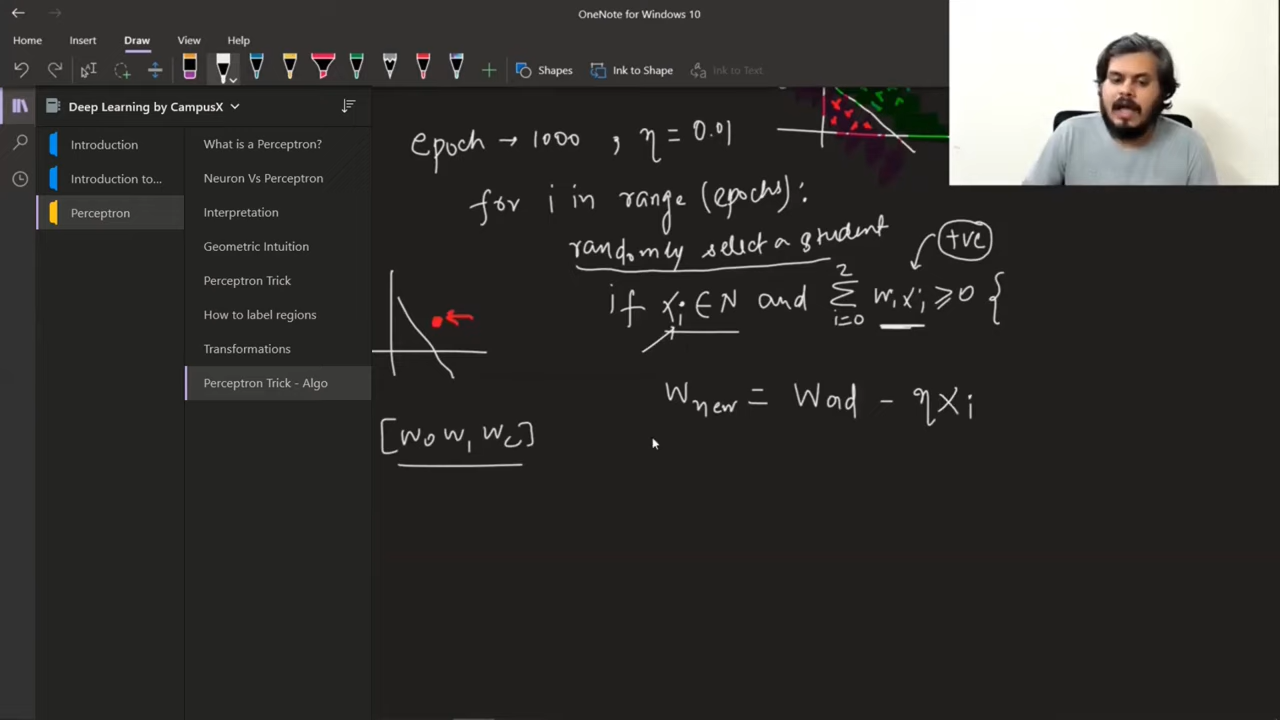 OneNote for Windows 10
Home Insert Draw View Help
Shapes Ink to Shape Ink to Text
Deep Learning by CampusX
Introduction
Introduction to...
Perceptron
What is a Perceptron?
Neuron Vs Perceptron
Interpretation
Geometric Intuition
Perceptron Trick
How to label regions
Transformations
Perceptron Trick - Algo
epoch → 1000 , η = 0.01
for i in range (epochs):
randomly select a student
+ve
if xi ∈ N and Σ i=0 2 wixi ≥ 0 {
Wnew = Wold - ηXi
[W0 W1 W2]